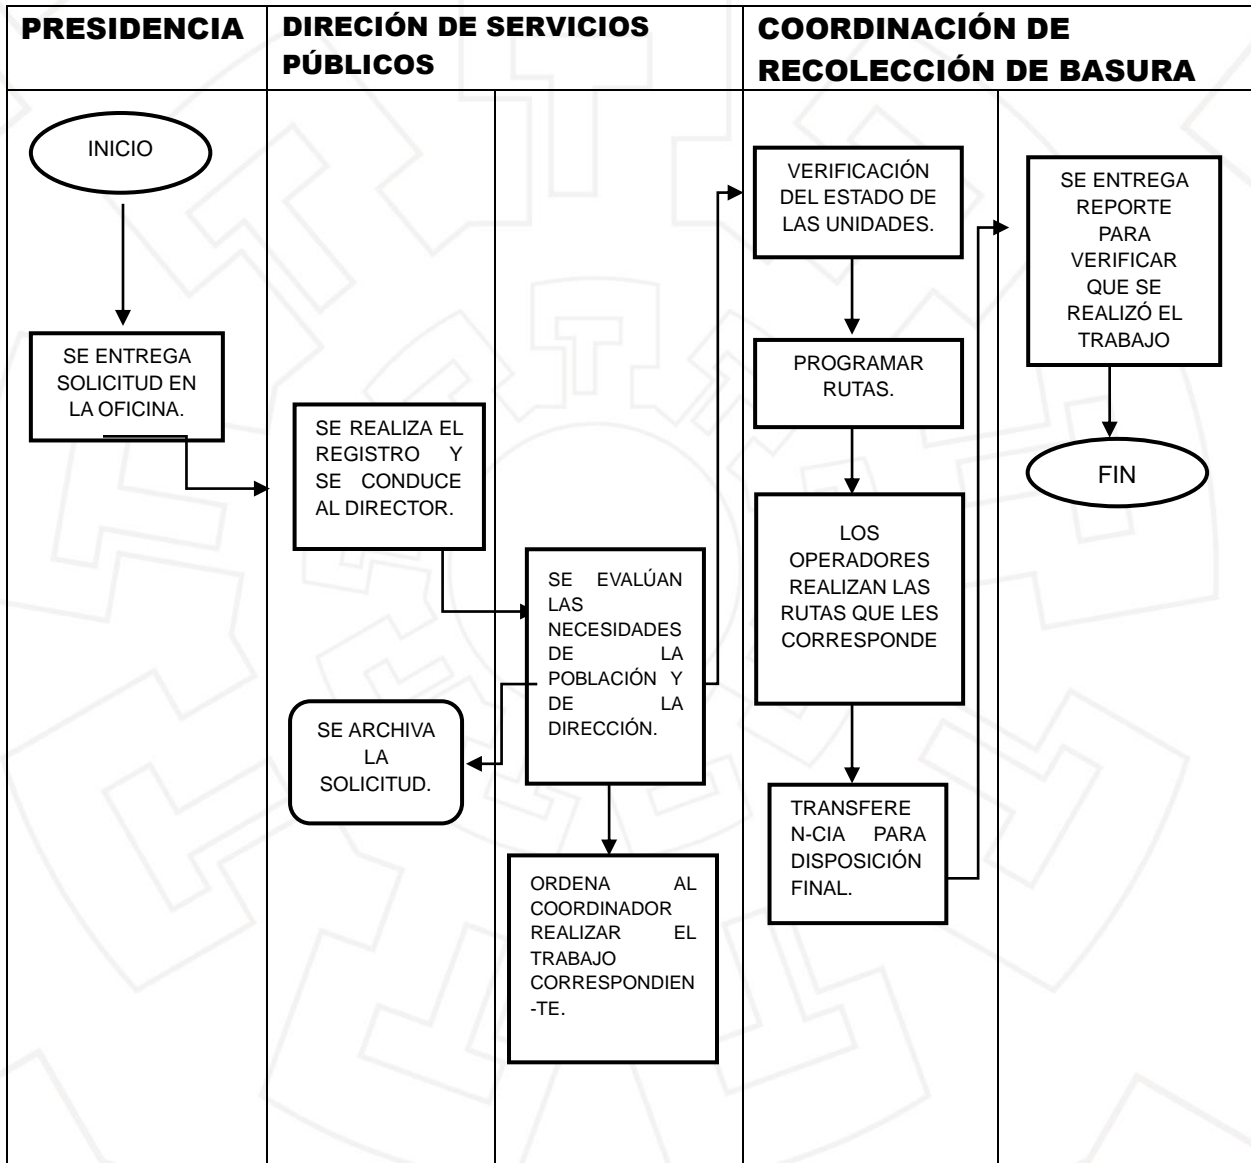 PRESIDENCIA
DIRECIÓN DE SERVICIOS
PÚBLICOS
COORDINACIÓN DE
RECOLECCIÓN DE BASURA
INICIO
SE ENTREGA
SOLICITUD EN
LA OFICINA.
SE REALIZA EL
REGISTRO Y
SE CONDUCE
AL DIRECTOR.
SE ARCHIVA
LA
SOLICITUD.
SE EVALÚAN
LAS
NECESIDADES
DE LA
POBLACIÓN Y
DE LA
DIRECCIÓN.
ORDENA AL
COORDINADOR
REALIZAR EL
TRABAJO
CORRESPONDIEN
-TE.
VERIFICACIÓN
DEL ESTADO DE
LAS UNIDADES.
PROGRAMAR
RUTAS.
LOS
OPERADORES
REALIZAN LAS
RUTAS QUE LES
CORRESPONDE
TRANSFERE
N-CIA PARA
DISPOSICIÓN
FINAL.
SE ENTREGA
REPORTE
PARA
VERIFICAR
QUE SE
REALIZÓ EL
TRABAJO
FIN